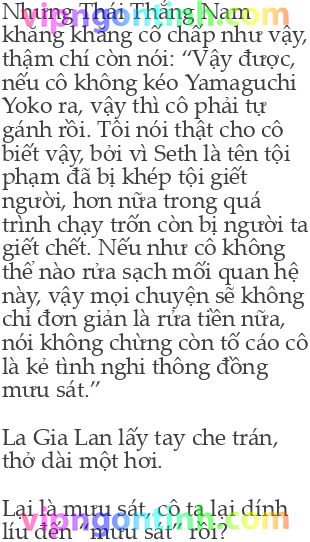 Nhưng Thái Thắng Nam
khăng khăng cố chấp như vậy,
thậm chí còn nói: “Vậy được,
nếu cô không kéo Yamaguchi
Yoko ra, vậy thì cô phải tự
gánh rồi. Tôi nói thật cho cô
biết vậy, bởi vì Seth là tên tội
phạm đã bị khép tội giết
người, hơn nữa trong quá
trình chạy trốn còn bị người ta
giết chết. Nếu như cô không
thể nào rửa sạch mối quan hệ
này, vậy mọi chuyện sẽ không
chỉ đơn giản là rửa tiền nữa,
nói không chừng còn tố cáo cô
là kẻ tình nghi thông đồng
mưu sát.”
La Gia Lan lấy tay che trán,
thở dài một hơi.
Lại là mưu sát, cô ta lại dính
líu đến “mưu sát” rồi?
vipngontinh.com
vipngontinh.com